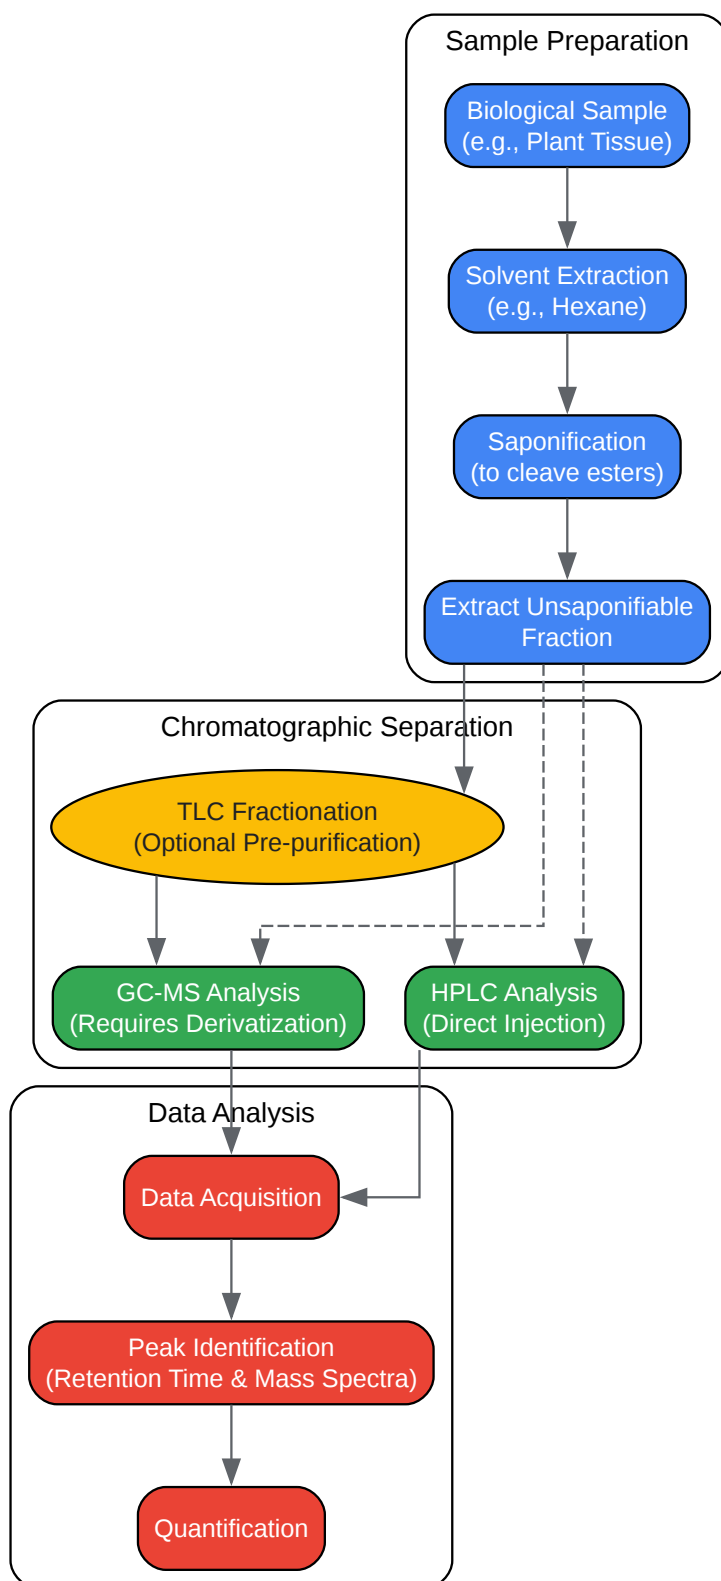 Sample Preparation
Biological Sample
(e.g., Plant Tissue)
Solvent Extraction
(e.g., Hexane)
Saponification
(to cleave esters)
Extract Unsaponifiable
Fraction
Chromatographic Separation
TLC Fractionation
(Optional Pre-purification)
GC-MS Analysis
(Requires Derivatization)
HPLC Analysis
(Direct Injection)
Data Analysis
Data Acquisition
Peak Identification
(Retention Time & Mass Spectra)
Quantification